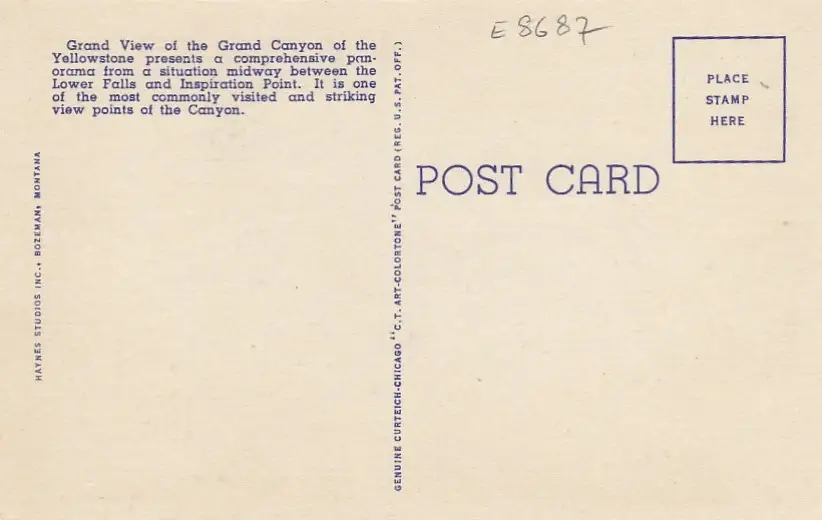 E 8687
Grand View of the Grand Canyon of the
Yellowstone presents a comprehensive pan-
orama from a situation midway between the
Lower Falls and Inspiration Point. It is one
of the most commonly visited and striking
view points of the Canyon.
HAYNES STUDIOS INC., BOZEMAN, MONTANA
GENUINE CURTEICH-CHICAGO "C.T. ART-COLORTONE" POST CARD (REG. U.S. PAT. OFF.)
POST CARD
PLACE
STAMP
HERE